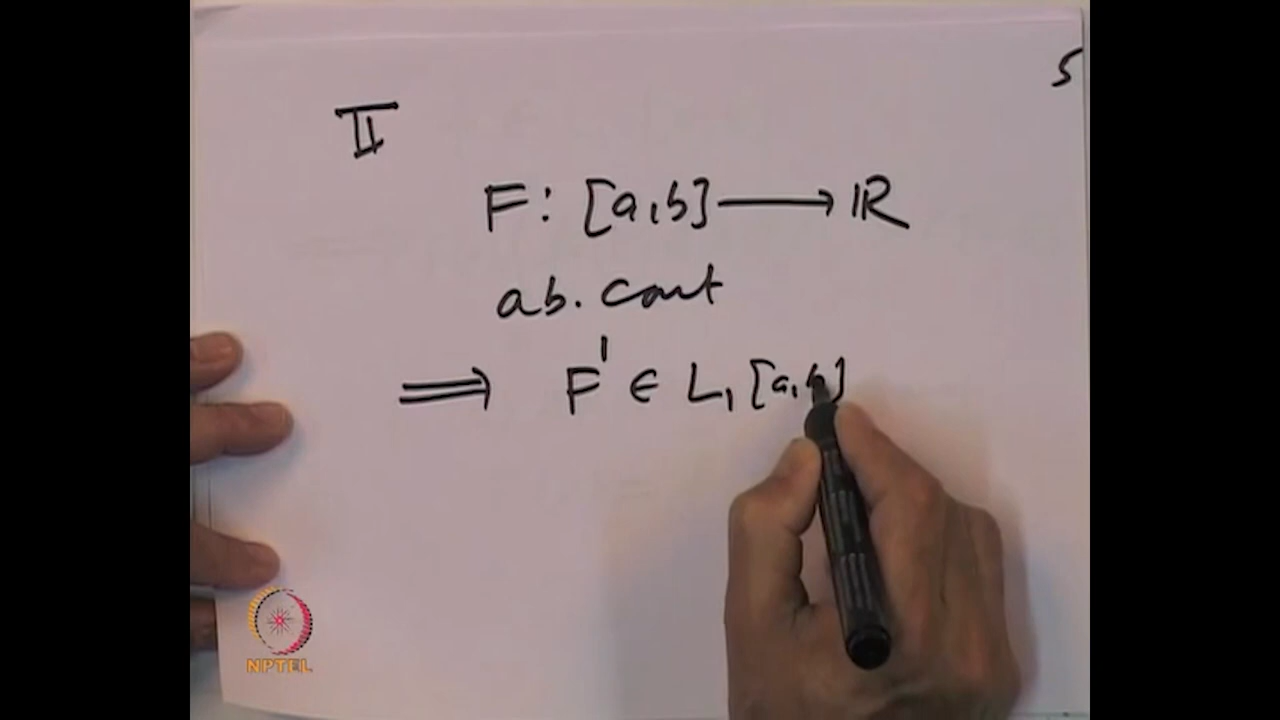 5
II
F: [a,b] ⟶ ℝ
ab. cont
⟹ F' ∈ L₁ [a,b]
NPTEL